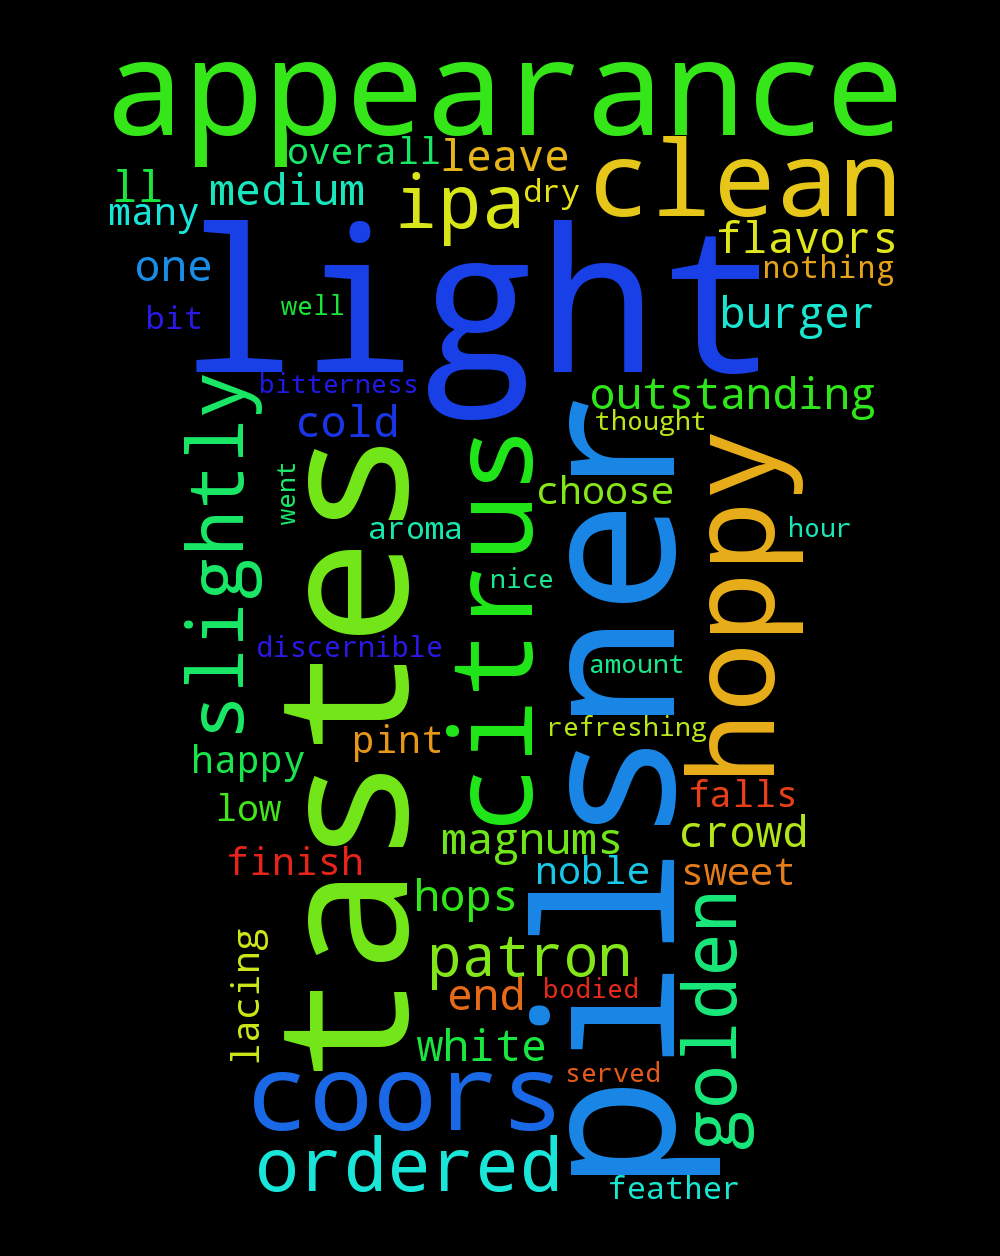 appearance
overall
leave
clean
ll
medium
ipa
dry
many
flavors
one
light
nothing
bit
well
burger
bitterness
outstanding
slightly
cold
thought
tastes
citrus
pilsner
hoppy
went
choose
aroma
hour
nice
discernible
amount
refreshing
happy
pint
low
falls
magnums
crowd
finish
noble
sweet
hops
golden
lacing
patron
end
bodied
white
coors
served
ordered
feather